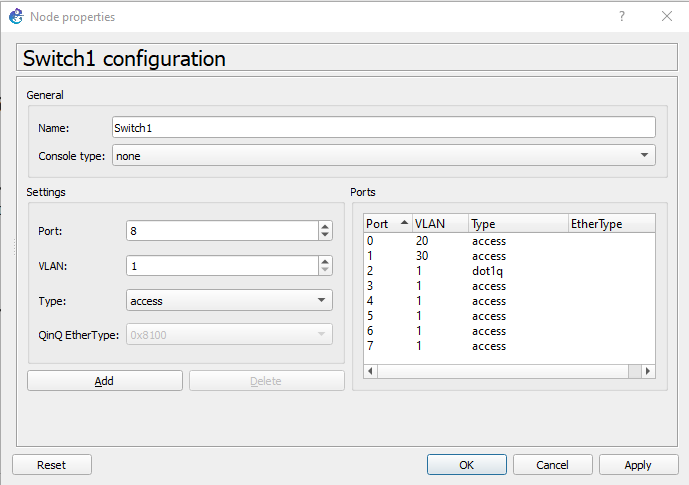 Node properties
Switch1 configuration
General
Name: Switch1
Console type: none
Settings
Port: 8
VLAN: 1
Type: access
QinQ EtherType: 0x8100
Add Delete
Ports
Port VLAN Type EtherType
0 20 access
1 30 access
2 1 dot1q
3 1 access
4 1 access
5 1 access
6 1 access
7 1 access
Reset OK Cancel Apply